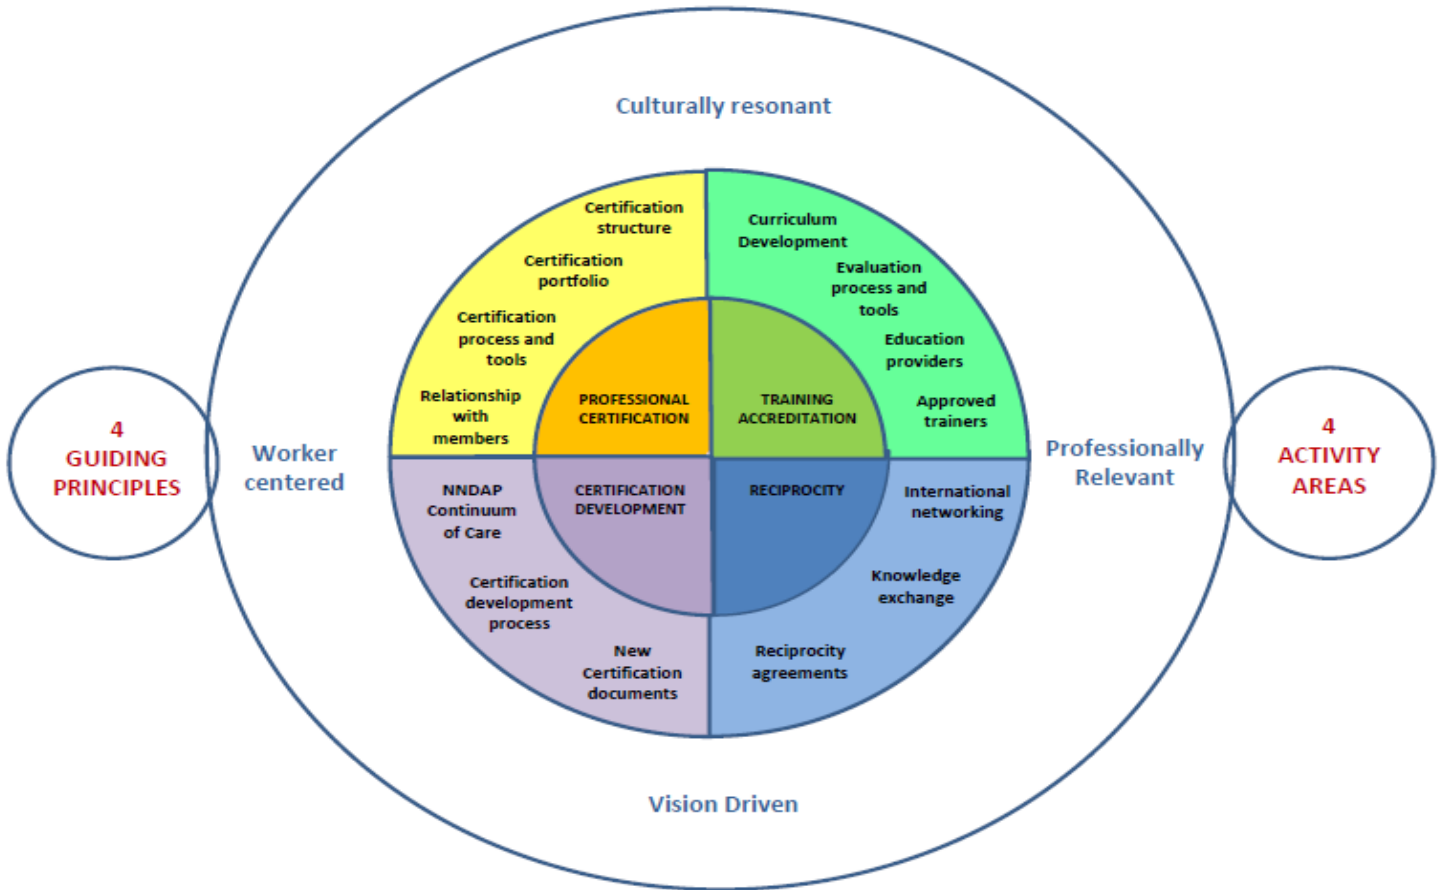 Culturally resonant
Certification
structure
Certification
portfolio
Certification
process and
tools
Relationship
with
members
Curriculum
Development
Evaluation
process and
tools
Education
providers
Approved
trainers
PROFESSIONAL
CERTIFICATION
TRAINING
ACCREDITATION
4
GUIDING
PRINCIPLES
Worker
centered
Professionally
Relevant
4
ACTIVITY
AREAS
NNDAP
Continuum
of Care
CERTIFICATION
DEVELOPMENT
RECIPROCITY
International
networking
Certification
development
process
Knowledge
exchange
New
Certification
documents
Reciprocity
agreements
Vision Driven